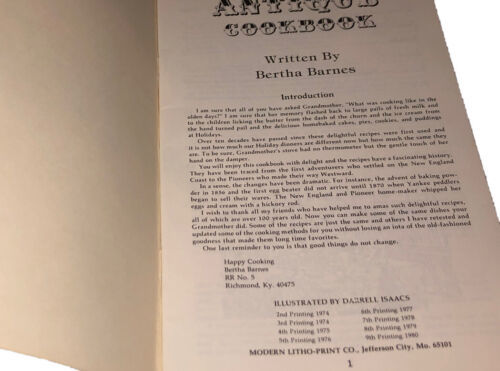 ANTIQUE
COOKBOOK
Written By
Bertha Barnes
Introduction
I am sure that all of you have asked Grandmother, "What was cooking like in the
olden days?" I am sure that her memory flashed back to large pails of fresh milk and
to the children licking the butter from the dash of the churn and the ice cream from
the hand turned pail and the delicious homebaked cakes, pies, cookies, and puddings
at Holidays.
Over ten decades have passed since these delightful recipes were first used and
it is not how much our Holiday dinners are different now but how much the same they
are. To be sure, Grandmother's stove had no thermometer but the gentle touch of her
hand on the damper.
You will enjoy this cookbook with delight and the recipes have a fascinating history.
They have been traced from the first adventurers who settled on the New England
Coast to the Pioneers who made their way Westward.
In a sense, the changes have been dramatic. For instance, the advent of baking pow-
ders in 1856 and the first egg beater did not arrive until 1870 when Yankee peddlers
began to sell their wares. The New England and Pioneer home-maker whipped her
eggs and cream with a hickory rod.
I wish to thank all my friends who have helped me to amass such delightful recipes,
all of which are over 100 years old. Now you can make some of the same dishes your
Grandmother did. Some of the recipes are just the same and others I have retested and
updated some of the cooking methods for you without losing an iota of the old-fashioned
goodness that made them long time favorites.
One last reminder to you is that good things do not change.
Happy Cooking
Bertha Barnes
RR No. 5
Richmond, Ky. 40475
ILLUSTRATED BY DARRELL ISAACS
2nd Printing 1974 6th Printing 1977
3rd Printing 1974 7th Printing 1978
4th Printing 1975 8th Printing 1979
5th Printing 1976 9th Printing 1980
MODERN LITHO-PRINT CO., Jefferson City, Mo. 65101
1